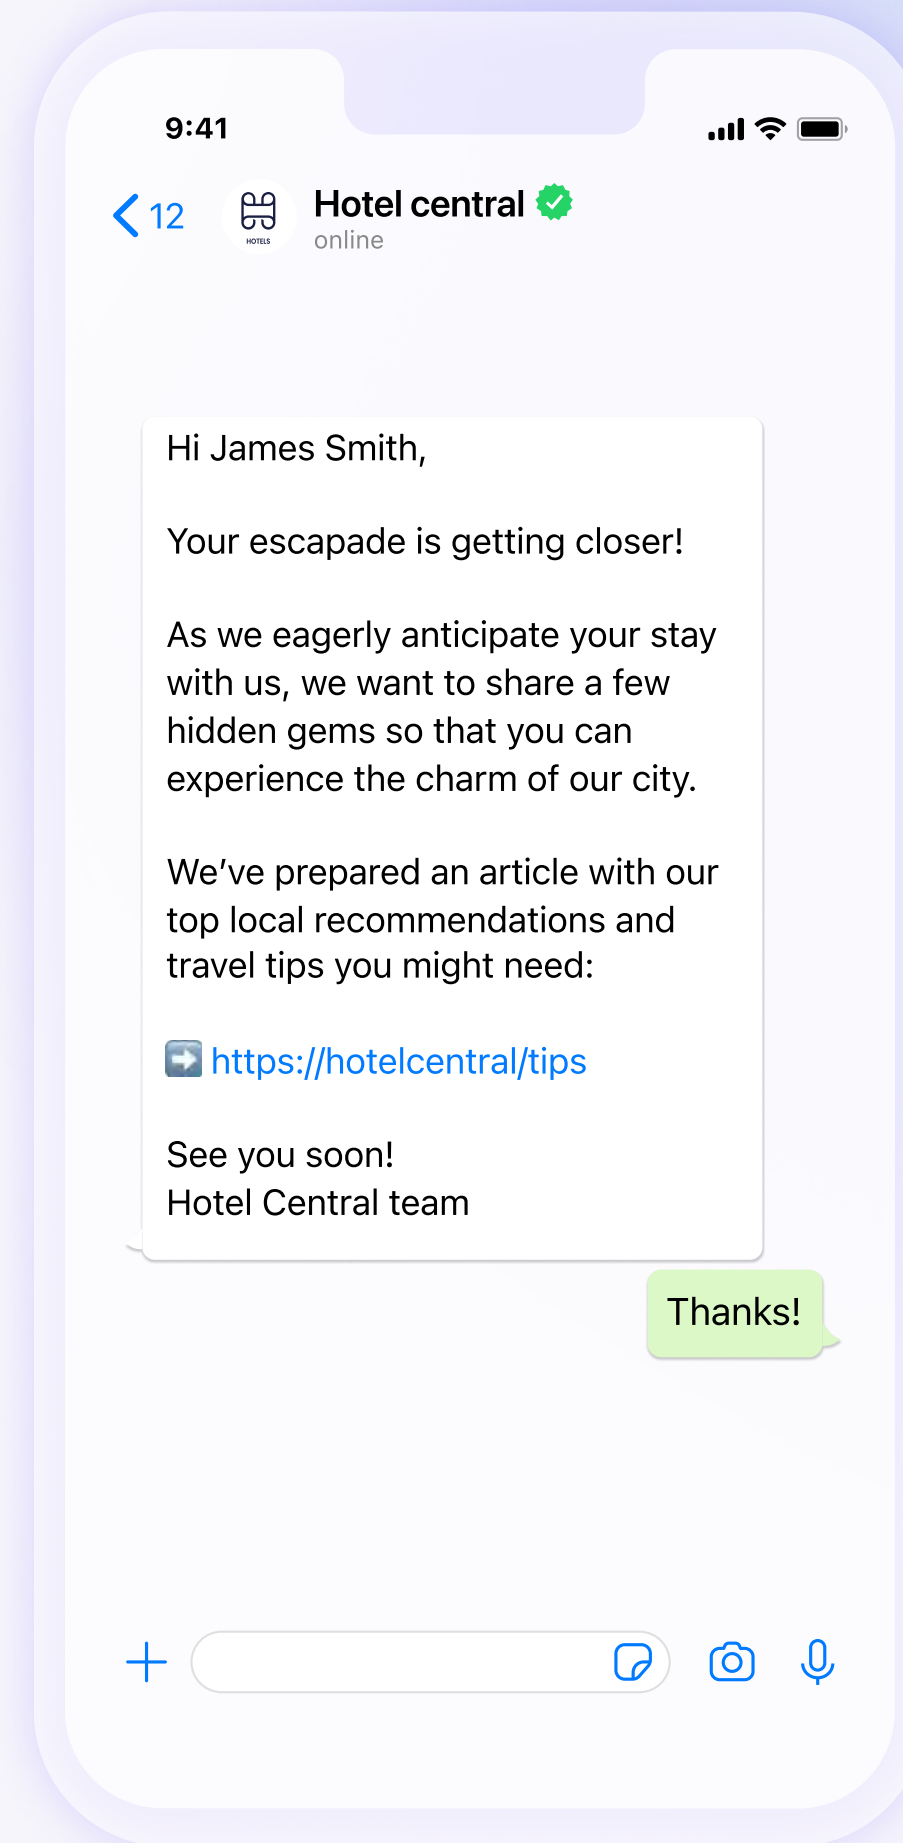 9:41
12
HOTELS
Hotel central
online
Hi James Smith,
Your escapade is getting closer!
As we eagerly anticipate your stay
with us, we want to share a few
hidden gems so that you can
experience the charm of our city.
We’ve prepared an article with our
top local recommendations and
travel tips you might need:
➡️ https://hotelcentral/tips
See you soon!
Hotel Central team
Thanks!